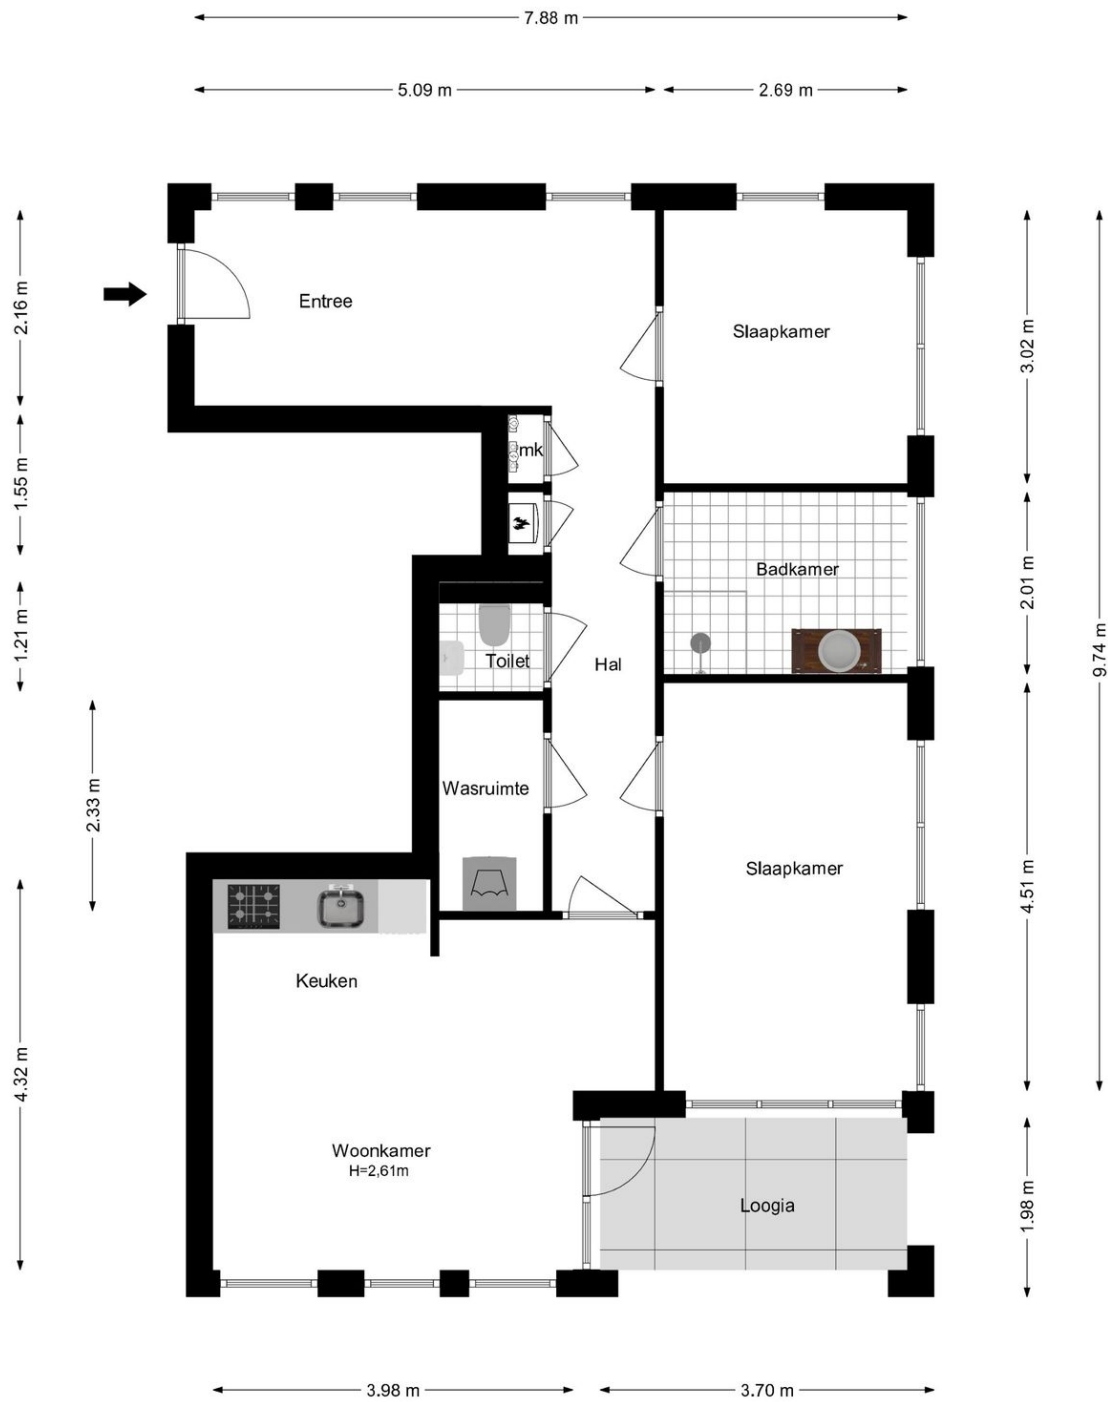 7.88 m
5.09 m
2.69 m
2.16 m
Entree
Slaapkamer
3.02 m
mk
1.55 m
Badkamer
2.01 m
1.21 m
Toilet
Hal
9.74 m
2.33 m
Wasruimte
Slaapkamer
4.51 m
Keuken
4.32 m
Woonkamer
H=2,61m
Loogia
1.98 m
3.98 m
3.70 m